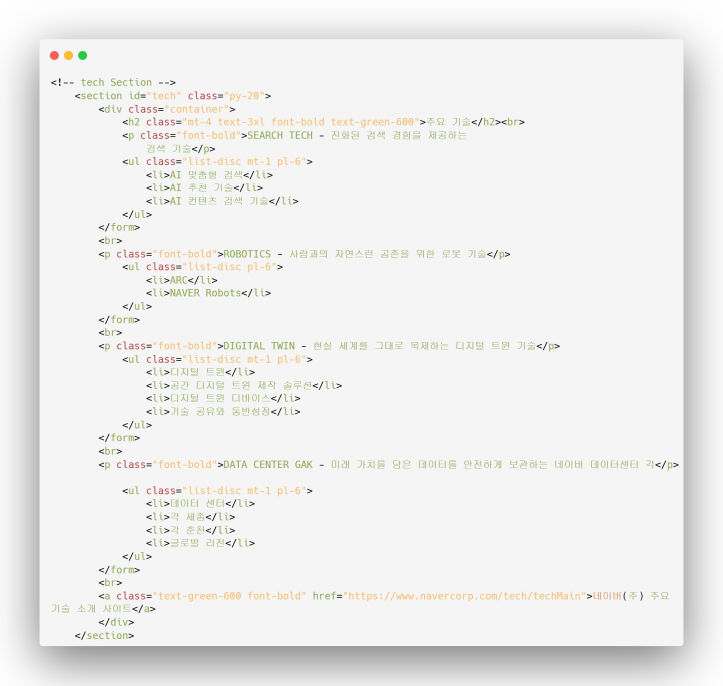 <!-- tech Section -->
<section id="tech" class="py-20">
<div class="container">
<h2 class="mt-4 text-3xl font-bold text-green-600">주요 기술</h2><br>
<p class="font-bold">SEARCH TECH - 진화된 검색 경험을 제공하는
검색 기술</p>
<ul class="list-disc mt-1 pl-6">
<li>AI 맞춤형 검색</li>
<li>AI 추천 기술</li>
<li>AI 컨텐츠 검색 기술</li>
</ul>
</form>
<br>
<p class="font-bold">ROBOTICS - 사람과의 자연스런 공존을 위한 로봇 기술</p>
<ul class="list-disc pl-6">
<li>ARC</li>
<li>NAVER Robots</li>
</ul>
</form>
<br>
<p class="font-bold">DIGITAL TWIN - 현실 세계를 그대로 복제하는 디지털 트윈 기술</p>
<ul class="list-disc mt-1 pl-6">
<li>디지털 트윈</li>
<li>공간 디지털 트윈 제작 솔루션</li>
<li>디지털 트윈 디바이스</li>
<li>기술 공유와 동반성장</li>
</ul>
</form>
<br>
<p class="font-bold">DATA CENTER GAK - 미래 가치를 담은 데이터를 안전하게 보관하는 네이버 데이터센터 각</p>
<ul class="list-disc mt-1 pl-6">
<li>데이터 센터</li>
<li>각 세종</li>
<li>각 춘천</li>
<li>글로벌 리전</li>
</ul>
</form>
<br>
<a class="text-green-600 font-bold" href="https://www.navercorp.com/tech/techMain">네이버(주) 주요
기술 소개 사이트</a>
</div>
</section>